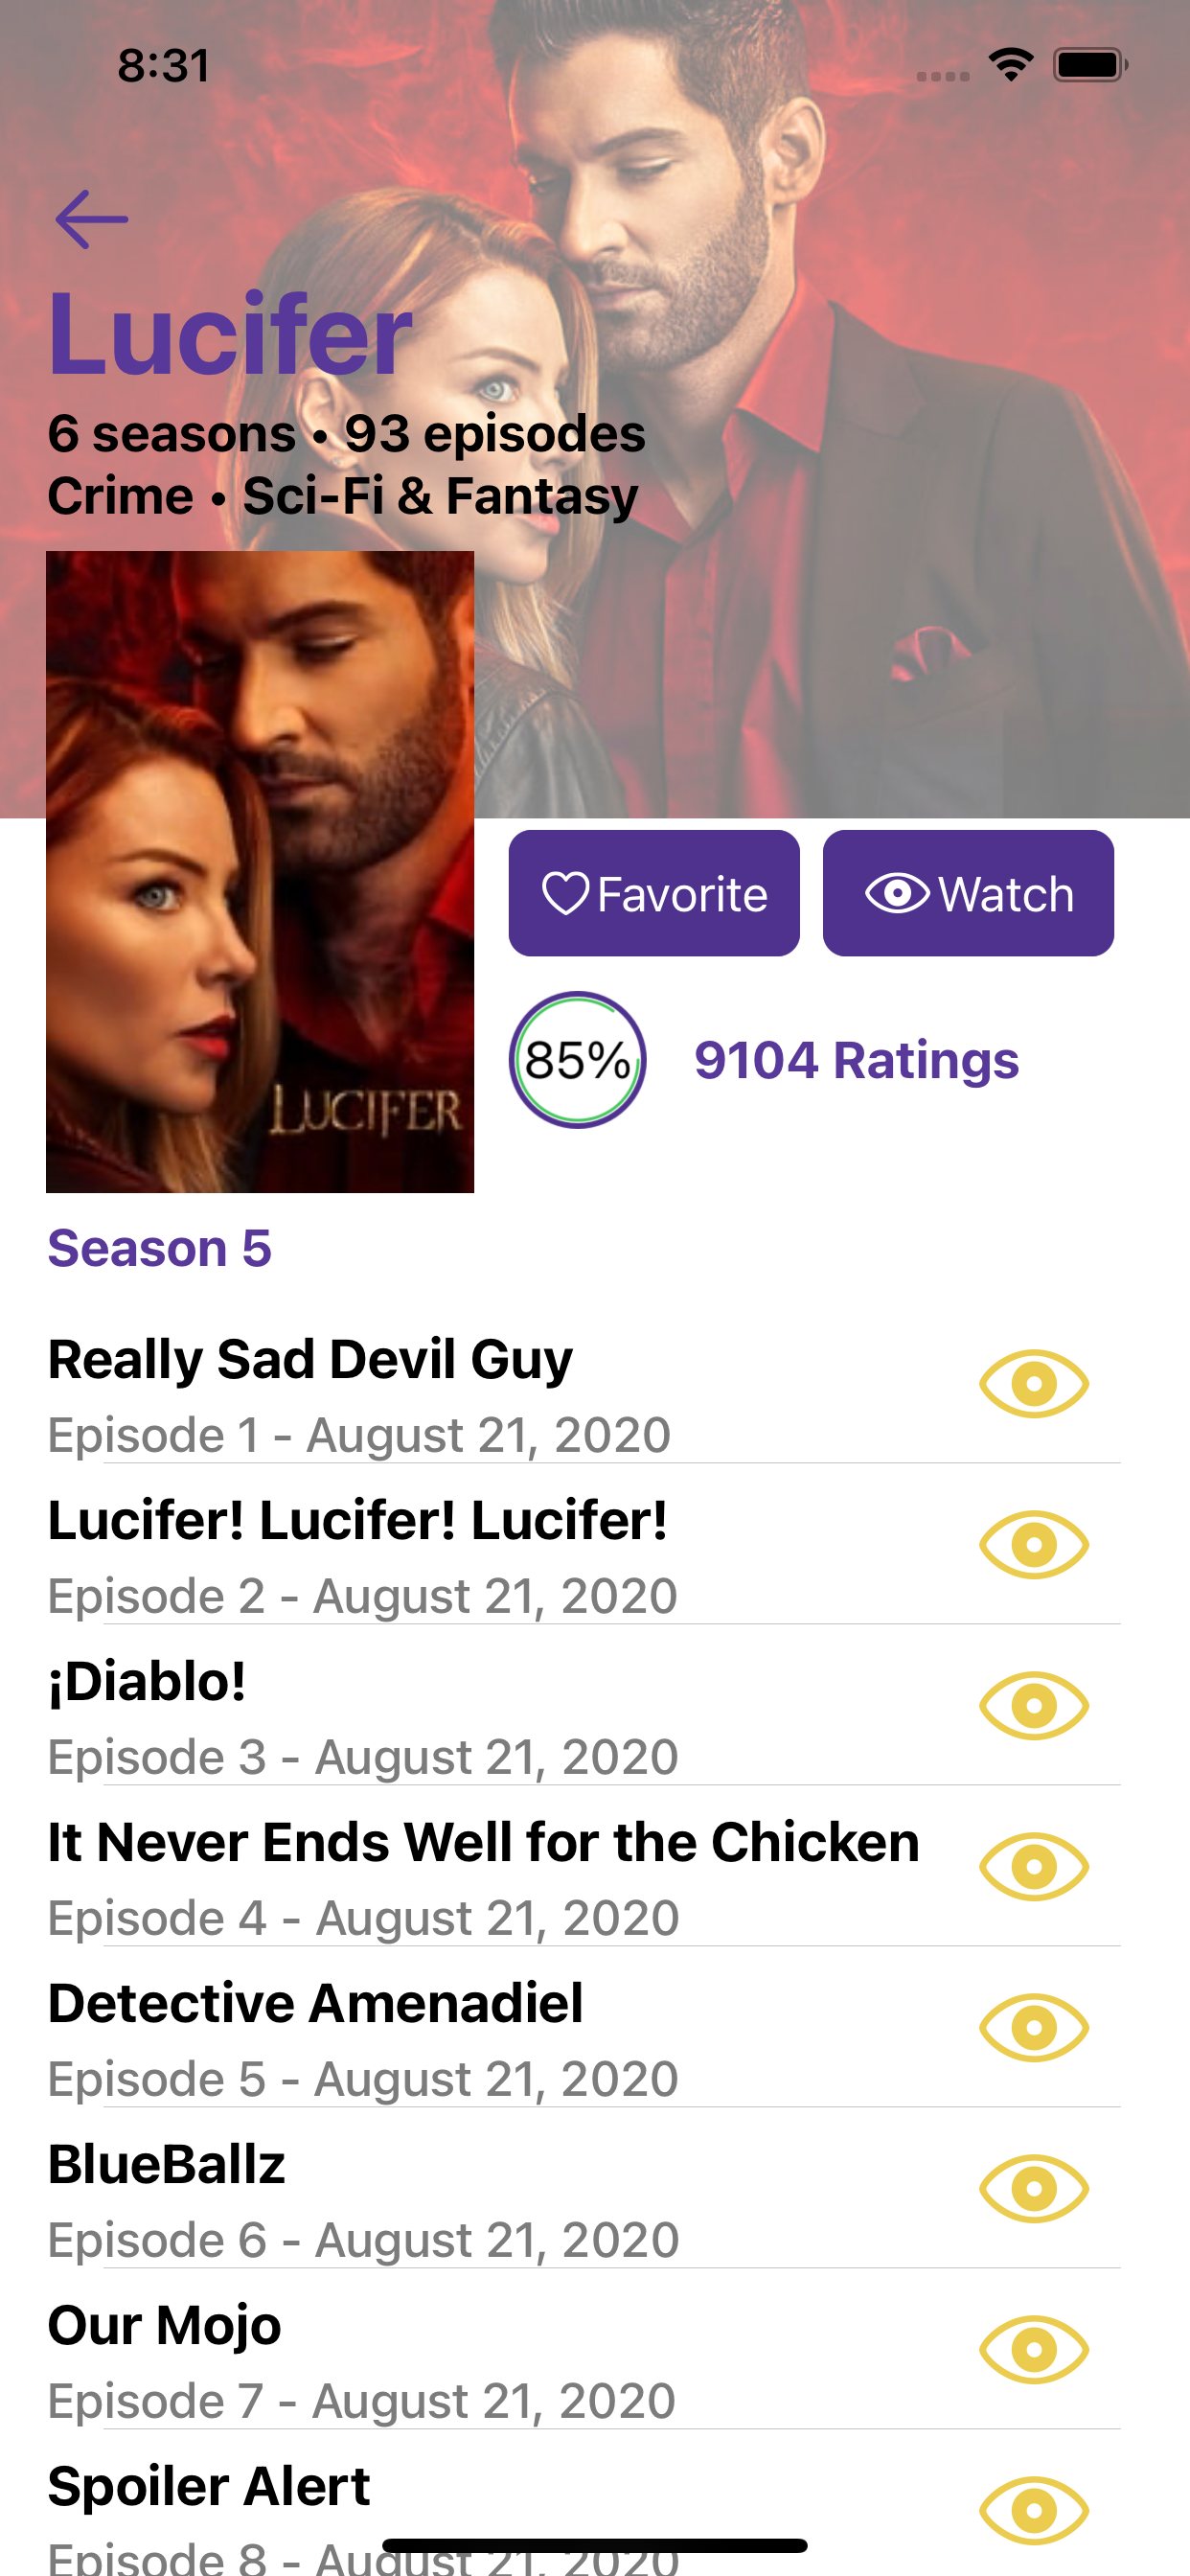 8:31
Lucifer
6 seasons • 93 episodes
Crime • Sci-Fi & Fantasy
LUCIFER
Favorite
Watch
85%
9104 Ratings
Season 5
Really Sad Devil Guy
Episode 1 - August 21, 2020
Lucifer! Lucifer! Lucifer!
Episode 2 - August 21, 2020
¡Diablo!
Episode 3 - August 21, 2020
It Never Ends Well for the Chicken
Episode 4 - August 21, 2020
Detective Amenadiel
Episode 5 - August 21, 2020
BlueBallz
Episode 6 - August 21, 2020
Our Mojo
Episode 7 - August 21, 2020
Spoiler Alert
Episode 8 - August 21, 2020